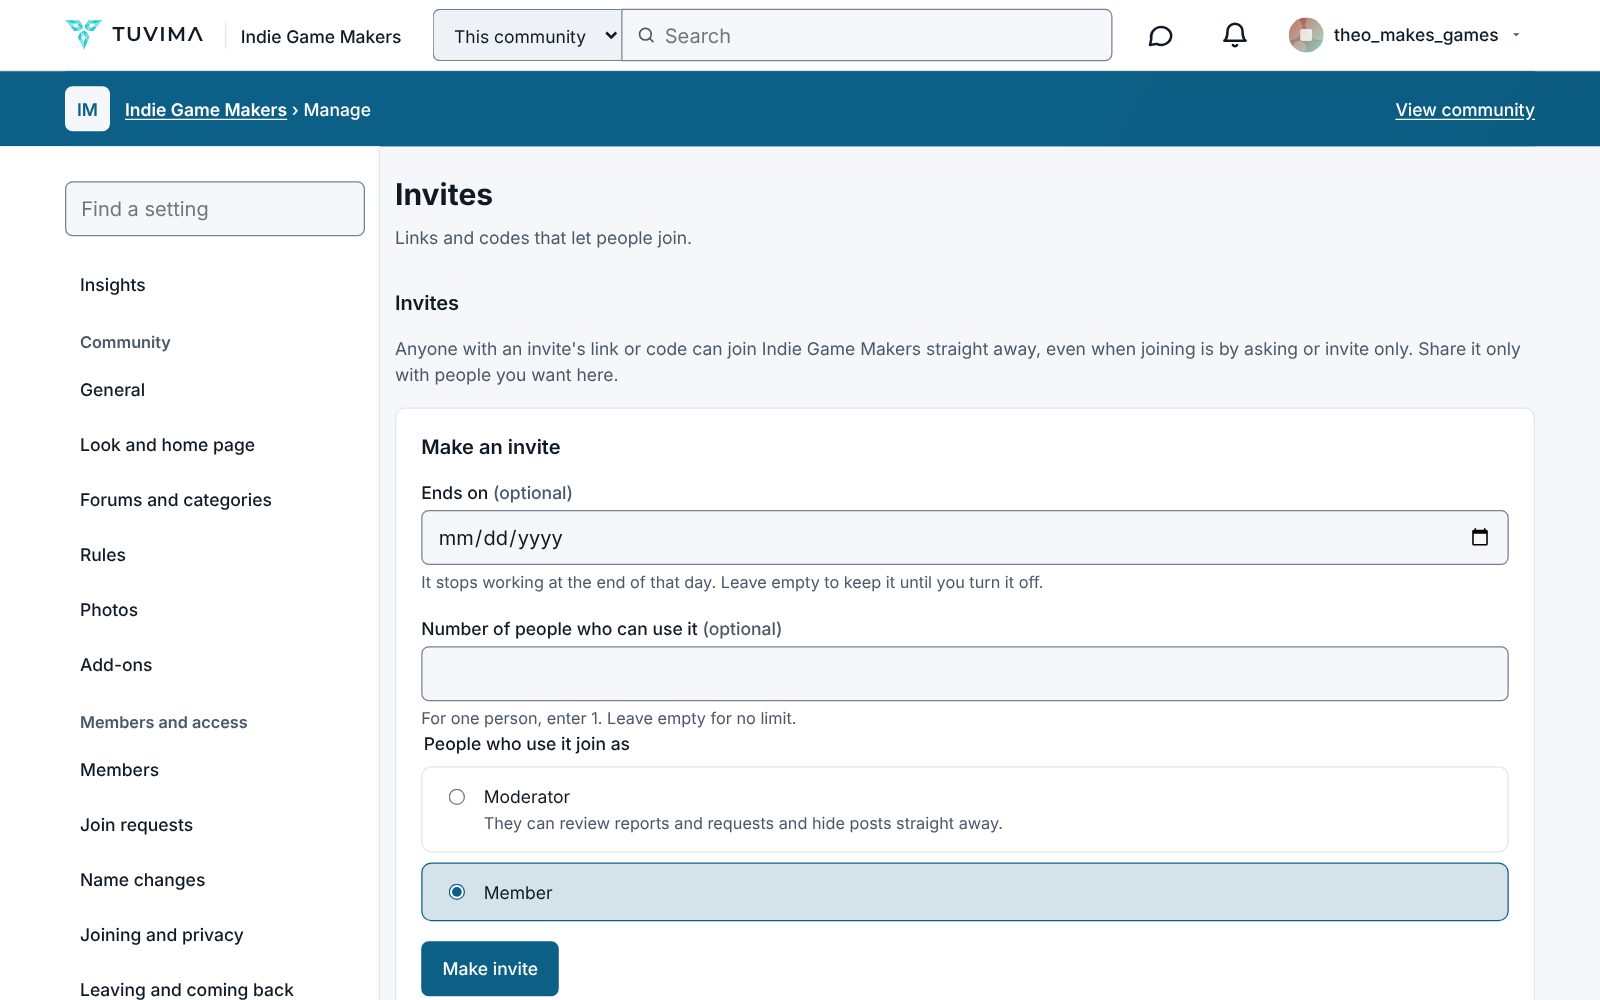 TUVIMA
Indie Game Makers
This community
Search
theo_makes_games
IM
Indie Game Makers › Manage
View community
Find a setting
Insights
Community
General
Look and home page
Forums and categories
Rules
Photos
Add-ons
Members and access
Members
Join requests
Name changes
Joining and privacy
Leaving and coming back
Invites
Links and codes that let people join.
Invites
Anyone with an invite's link or code can join Indie Game Makers straight away, even when joining is by asking or invite only. Share it only
with people you want here.
Make an invite
Ends on (optional)
mm/dd/yyyy
It stops working at the end of that day. Leave empty to keep it until you turn it off.
Number of people who can use it (optional)
For one person, enter 1. Leave empty for no limit.
People who use it join as
Moderator
They can review reports and requests and hide posts straight away.
Member
Make invite